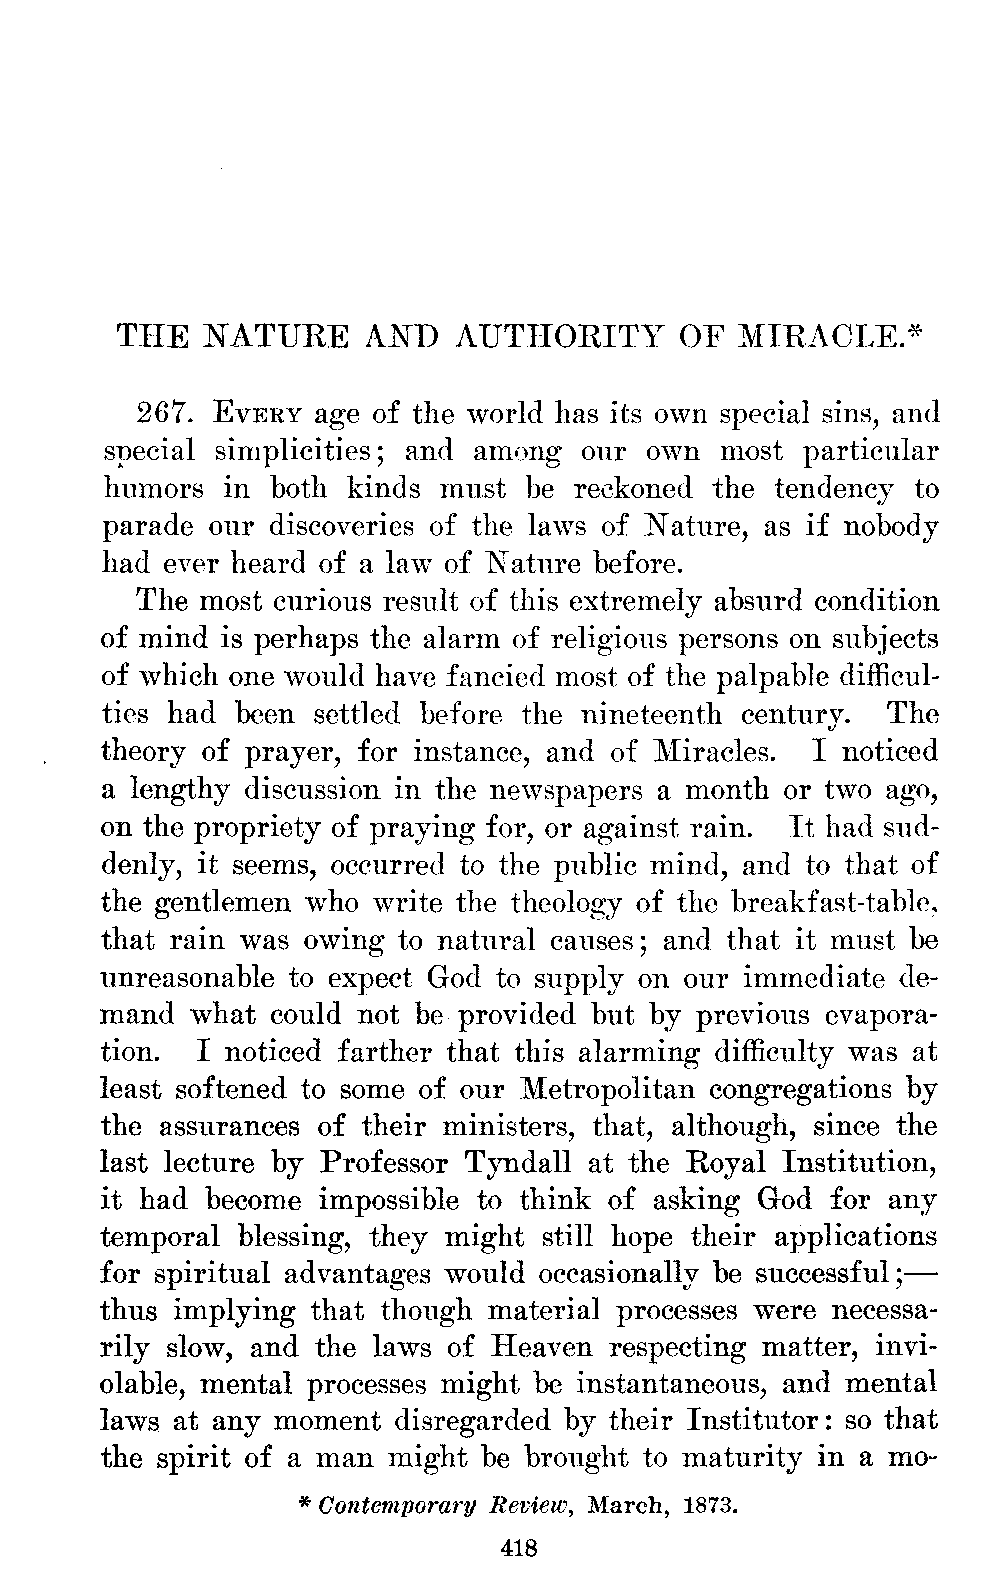 THE NATURE AND AUTHORITY OF MIRACLE.*
267. EVERY age of the world has its own special sins, and
special simplicities; and among our own most particular
humors in both kinds must be reckoned the tendency to
parade our discoveries of the laws of Nature, as if nobody
had ever heard of a law of Nature before.
The most curious result of this extremely absurd condition
of mind is perhaps the alarm of religious persons on subjects
of which one would have fancied most of the palpable difficul-
ties had been settled before the nineteenth century. The
theory of prayer, for instance, and of Miracles. I noticed
a lengthy discussion in the newspapers a month or two ago,
on the propriety of praying for, or against rain. It had sud-
denly, it seems, occurred to the public mind, and to that of
the gentlemen who write the theology of the breakfast-table,
that rain was owing to natural causes; and that it must be
unreasonable to expect God to supply on our immediate de-
mand what could not be provided but by previous evapora-
tion. I noticed farther that this alarming difficulty was at
least softened to some of our Metropolitan congregations by
the assurances of their ministers, that, although, since the
last lecture by Professor Tyndall at the Royal Institution,
it had become impossible to think of asking God for any
temporal blessing, they might still hope their applications
for spiritual advantages would occasionally be successful;—
thus implying that though material processes were necessa-
rily slow, and the laws of Heaven respecting matter, invi-
olable, mental processes might be instantaneous, and mental
laws at any moment disregarded by their Institutor: so that
the spirit of a man might be brought to maturity in a mo-
* Contemporary Review, March, 1873.
418